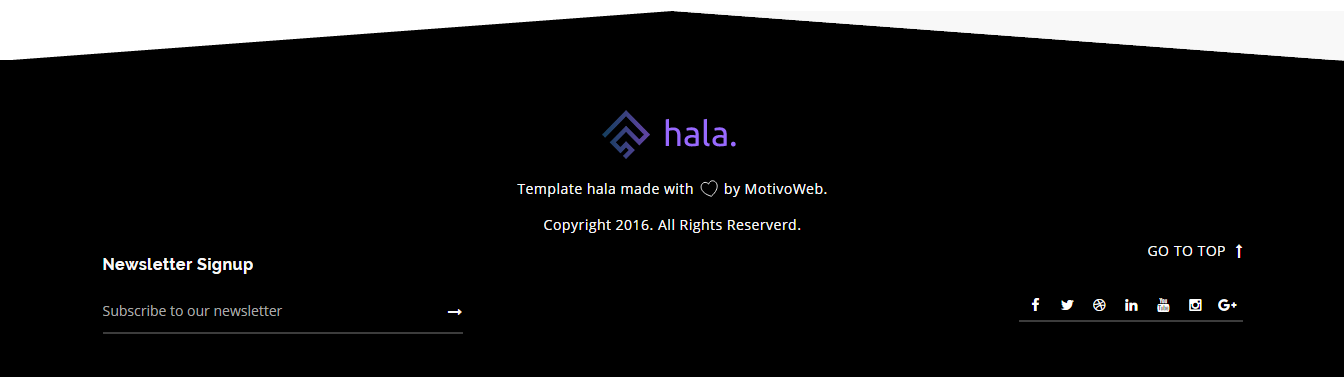 hala.
Template hala made with by MotivoWeb.
Copyright 2016. All Rights Reserverd.
GO TO TOP
Newsletter Signup
Subscribe to our newsletter